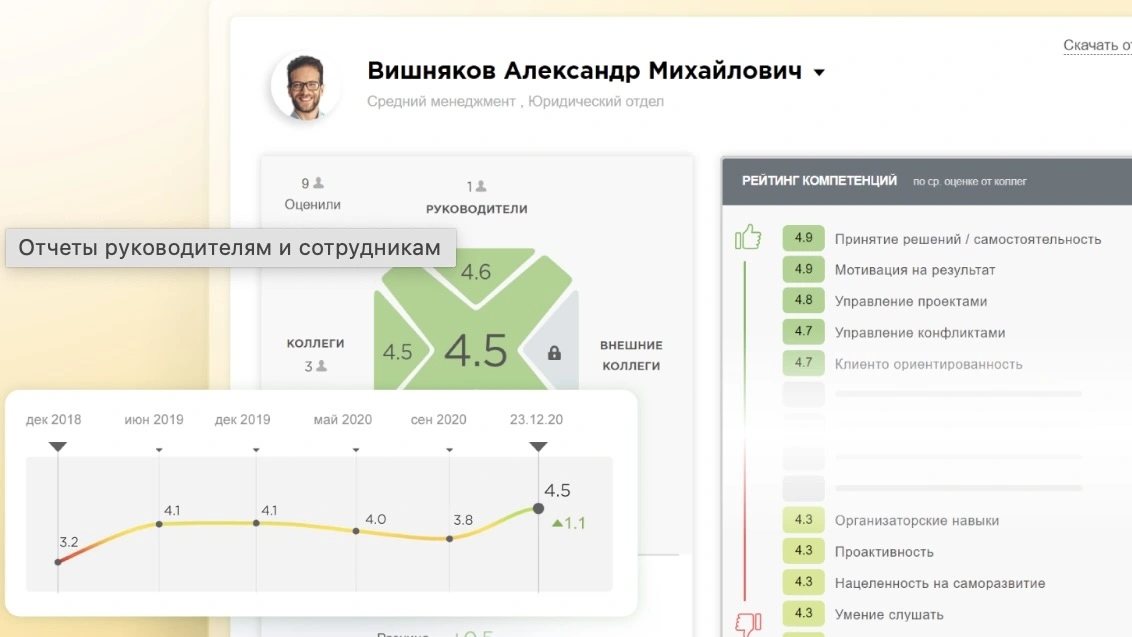 Скачать
Вишняков Александр Михайлович
Средний менеджмент , Юридический отдел
9
Оценили
1
РУКОВОДИТЕЛИ
Отчеты руководителям и сотрудникам
4.6
КОЛЛЕГИ
3
4.5
4.5
ВНЕШНИЕ
КОЛЛЕГИ
РЕЙТИНГ КОМПЕТЕНЦИЙ по ср. оценке от коллег
4.9 Принятие решений / самостоятельность
4.9 Мотивация на результат
4.8 Управление проектами
4.7 Управление конфликтами
4.7 Клиенто ориентированность
4.3 Организаторские навыки
4.3 Проактивность
4.3 Нацеленность на саморазвитие
4.3 Умение слушать
дек 2018 июн 2019 дек 2019 май 2020 сен 2020 23.12.20
3.2 4.1 4.1 4.0 3.8 4.5
1.1